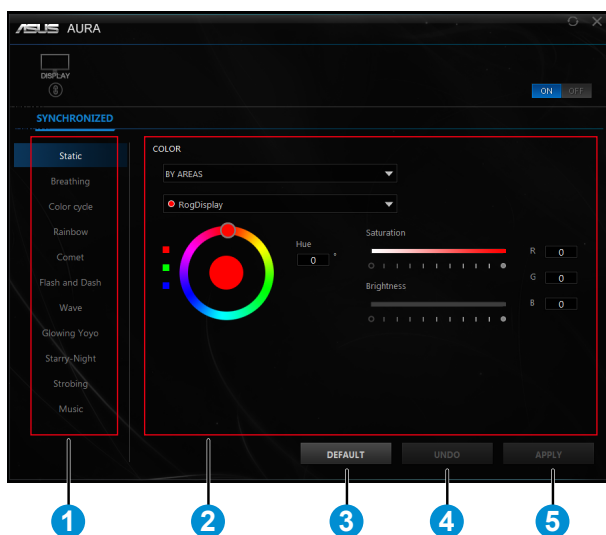 ASUS AURA
DISPLAY
ON OFF
SYNCHRONIZED
Static
Breathing
Color cycle
Rainbow
Comet
Flash and Dash
Wave
Glowing Yoyo
Starry-Night
Strobing
Music
COLOR
BY AREAS
RogDisplay
Hue
0 °
Saturation
Brightness
R 0
G 0
B 0
DEFAULT UNDO APPLY
1 2 3 4 5